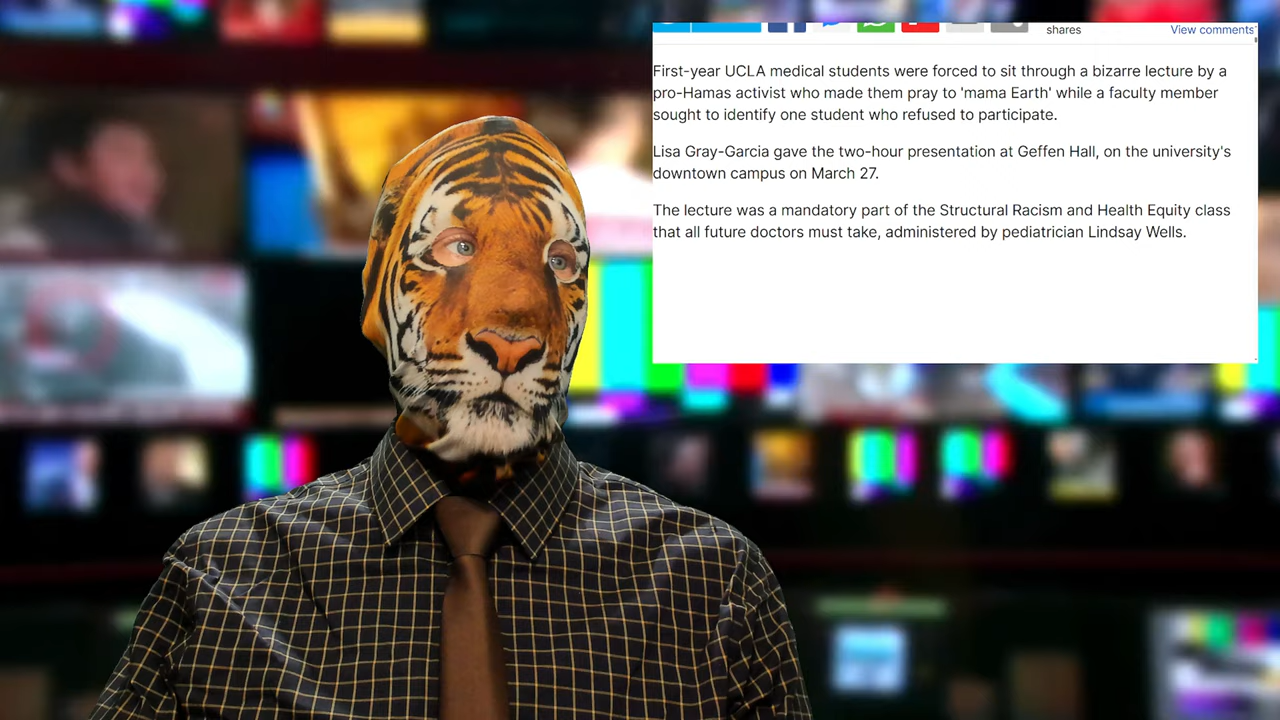 shares
View comments
First-year UCLA medical students were forced to sit through a bizarre lecture by a
pro-Hamas activist who made them pray to 'mama Earth' while a faculty member
sought to identify one student who refused to participate.
Lisa Gray-Garcia gave the two-hour presentation at Geffen Hall, on the university's
downtown campus on March 27.
The lecture was a mandatory part of the Structural Racism and Health Equity class
that all future doctors must take, administered by pediatrician Lindsay Wells.